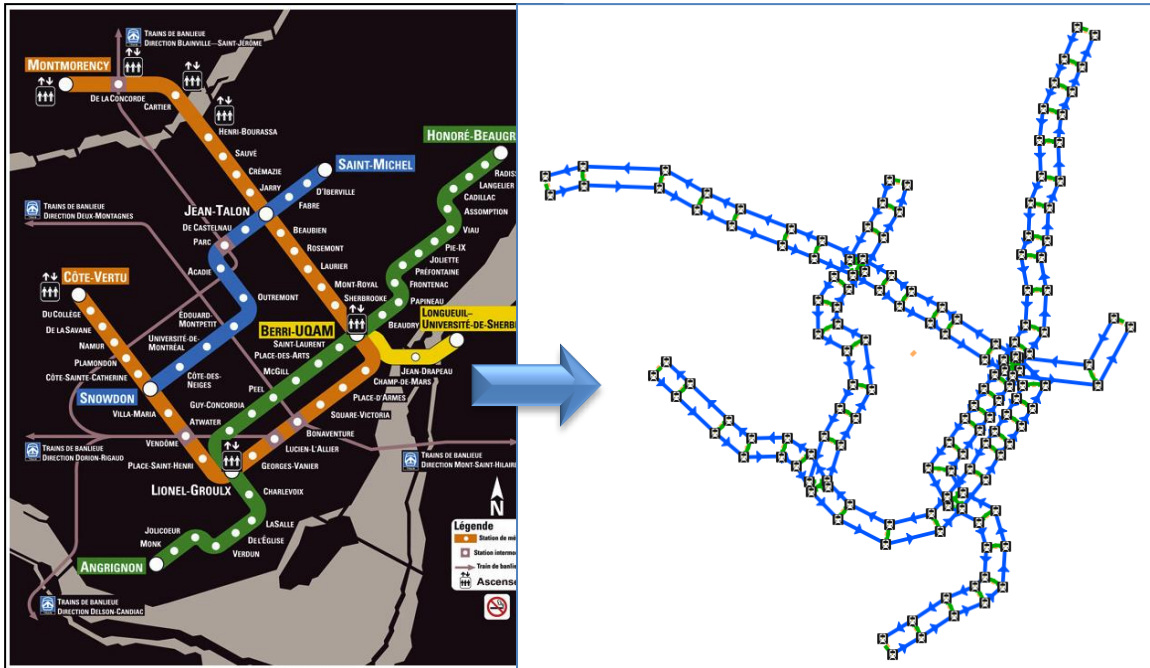 TRAINS DE BANLIEUE
DIRECTION BLAINVILLE—SAINT-JÉRÔME
MONTMORENCY
DE LA CONCORDE
CARTIER
HENRI-BOURASSA
HONORÉ-BEAUGR
SAUVÉ
SAINT-MICHEL
CRÉMAZIE
RADISS
JARRY
D'IBERVILLE
LANGELIER
FABRE
CADILLAC
TRAINS DE BANLIEUE
DIRECTION DEUX-MONTAGNES
JEAN-TALON
ASSOMPTION
DE CASTELNAU
BEAUBIEN
VIAU
PARC
ROSEMONT
PIE-IX
JOLIETTE
ACADIE
LAURIER
PRÉFONTAINE
CÔTE-VERTU
MONT-ROYAL
FRONTENAC
OUTREMONT
SHERBROOKE
PAPINEAU
DU COLLÈGE
ÉDOUARD-
MONTPETIT
BERRI-UQAM
BEAUDRY
LONGUEUIL–
UNIVERSITÉ-DE-SHERB
DE LA SAVANE
UNIVERSITÉ-DE-
MONTRÉAL
SAINT-LAURENT
NAMUR
PLACE-DES-ARTS
PLAMONDON
MCGILL
JEAN-DRAPEAU
CÔTE-SAINTE-CATHERINE
CÔTE-DES-
NEIGES
PEEL
CHAMP-DE-MARS
SNOWDON
GUY-CONCORDIA
PLACE-D'ARMES
VILLA-MARIA
ATWATER
SQUARE-VICTORIA
VENDÔME
BONAVENTURE
TRAINS DE BANLIEUE
DIRECTION DORION-RIGAUD
LUCIEN-L'ALLIER
TRAINS DE BANLIEUE
DIRECTION MONT-SAINT-HILAIRE
PLACE-SAINT-HENRI
GEORGES-VANIER
LIONEL-GROULX
CHARLEVOIX
N
JOLICOEUR
LASALLE
Légende
MONK
DE L'ÉGLISE
Station de mé
VERDUN
Station interm
ANGRIGNON
Train de banli
Ascens
TRAINS DE BANLIEUE
DIRECTION DELSON-CANDIAC